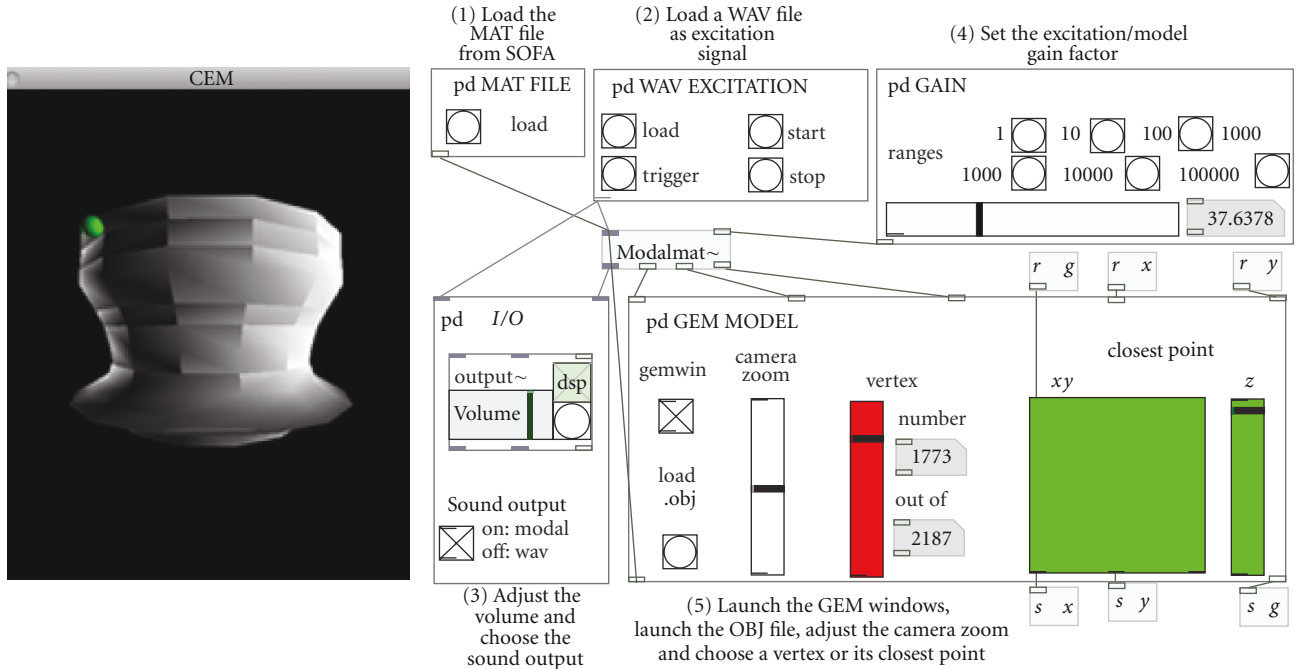 (1) Load the
MAT file
from SOFA
(2) Load a WAV file
as excitation
signal
(4) Set the excitation/model
gain factor
CEM
pd MAT FILE
load
pd WAV EXCITATION
load
start
trigger
stop
pd GAIN
ranges
1
10
100
1000
1000
10000
100000
37.6378
Modalmat~
r g
r x
r y
pd I/O
output~
dsp
Volume
Sound output
on: modal
off: wav
pd GEM MODEL
gemwin
camera
zoom
load
.obj
vertex
number
1773
out of
2187
closest point
xy
z
s x
s y
s g
(3) Adjust the
volume and
choose the
sound output
(5) Launch the GEM windows,
launch the OBJ file, adjust the camera zoom
and choose a vertex or its closest point